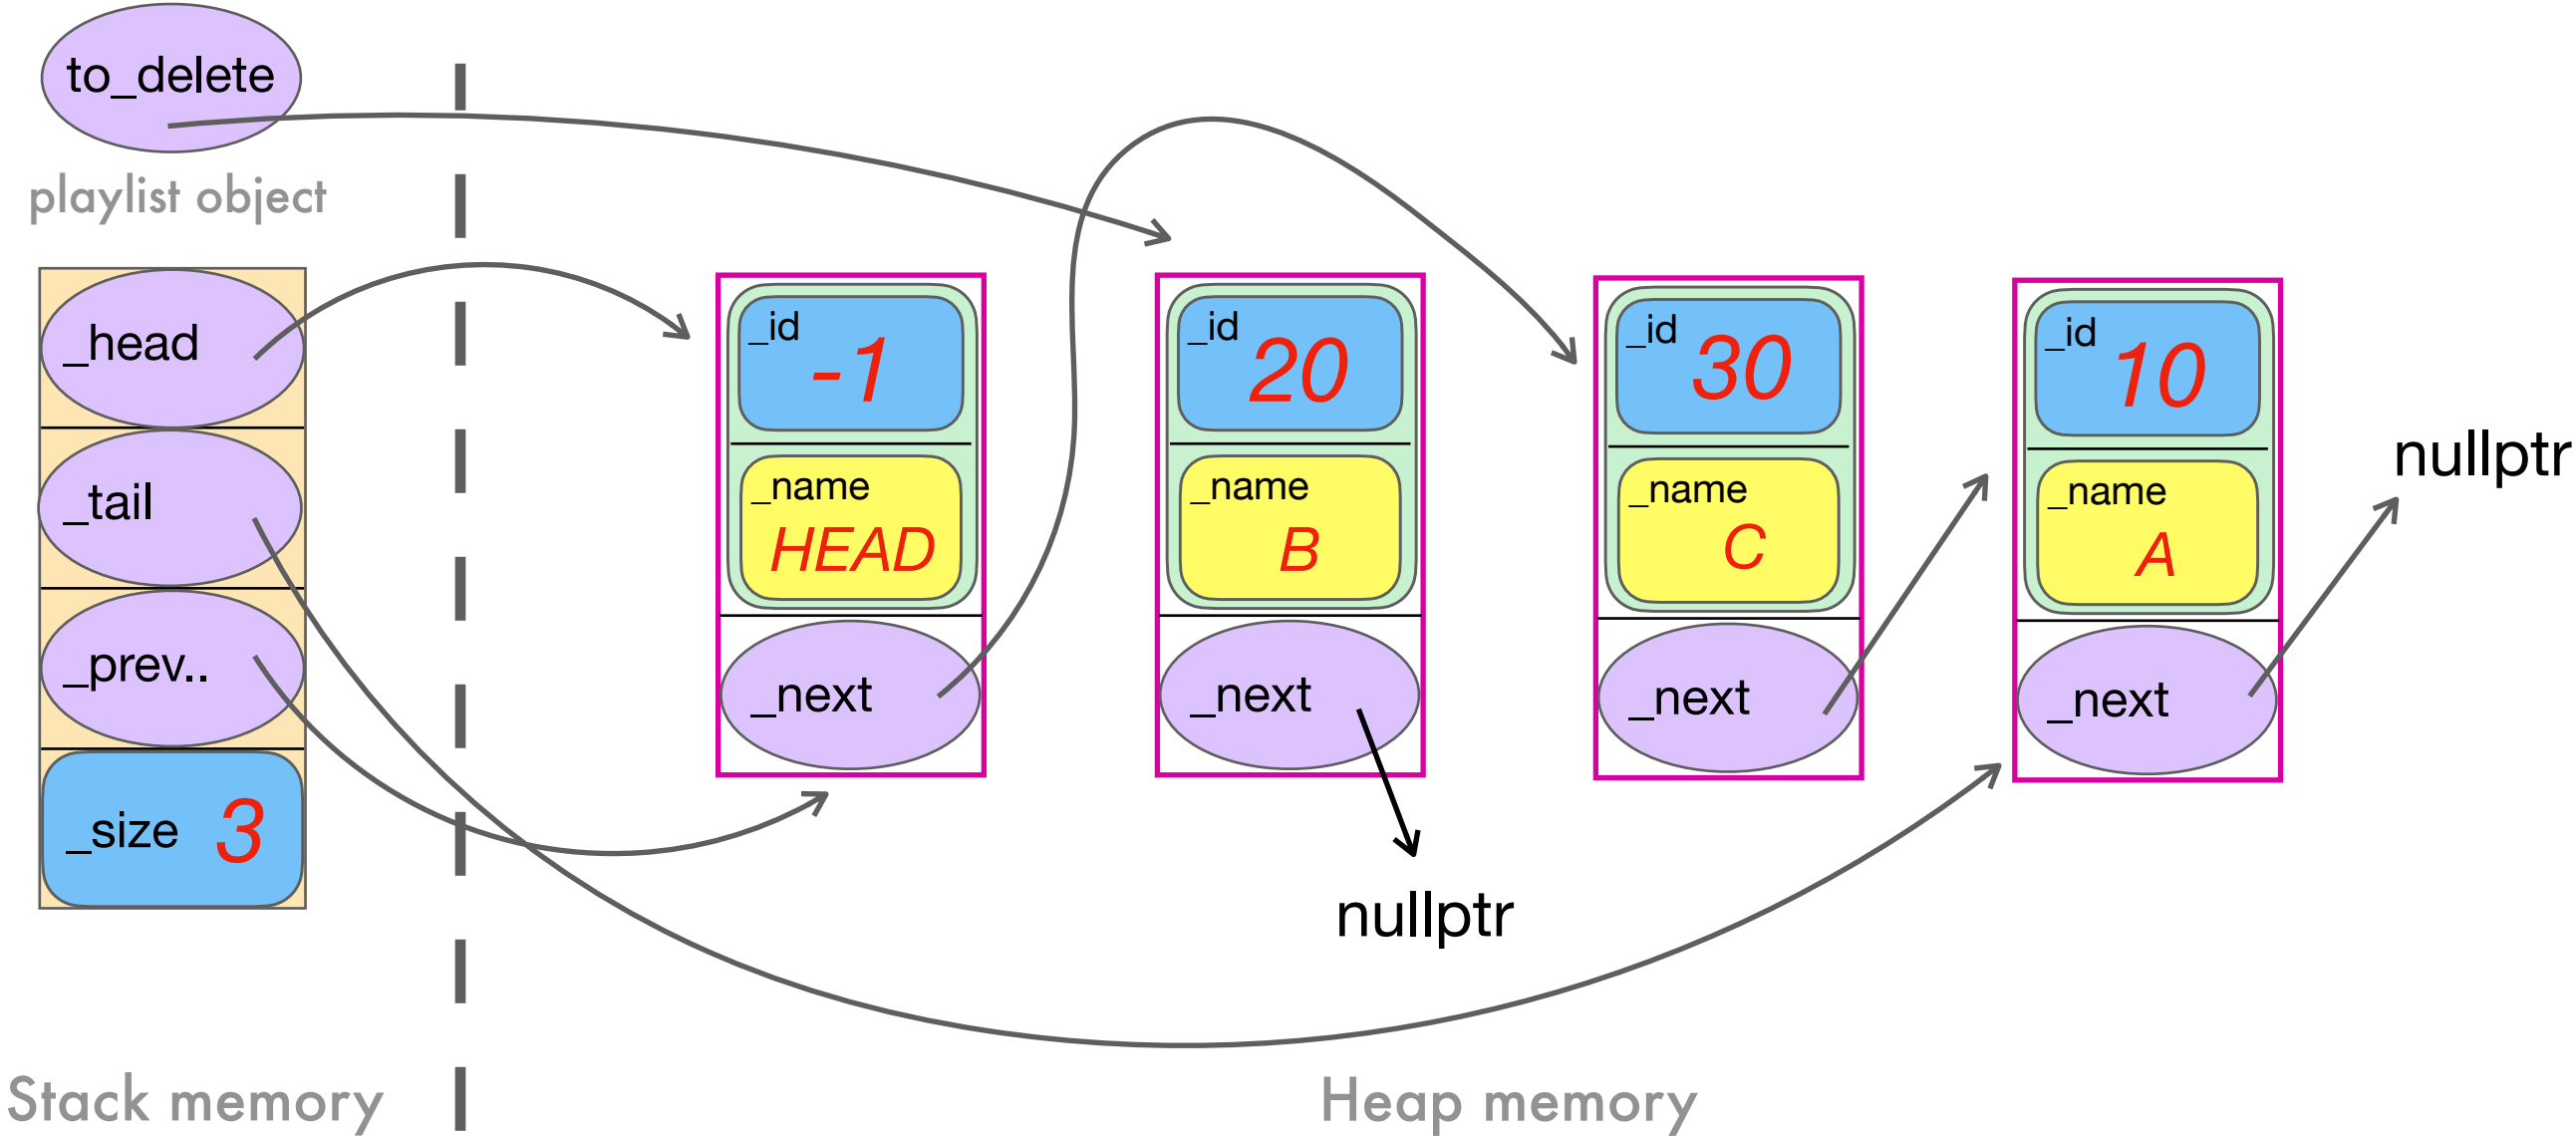 to_delete
playlist object
_head
_tail
_prev..
_size 3
_id -1
_name
HEAD
_next
_id 20
_name
B
_next
nullptr
_id 30
_name
C
_next
_id 10
_name
A
_next
nullptr
Stack memory
Heap memory